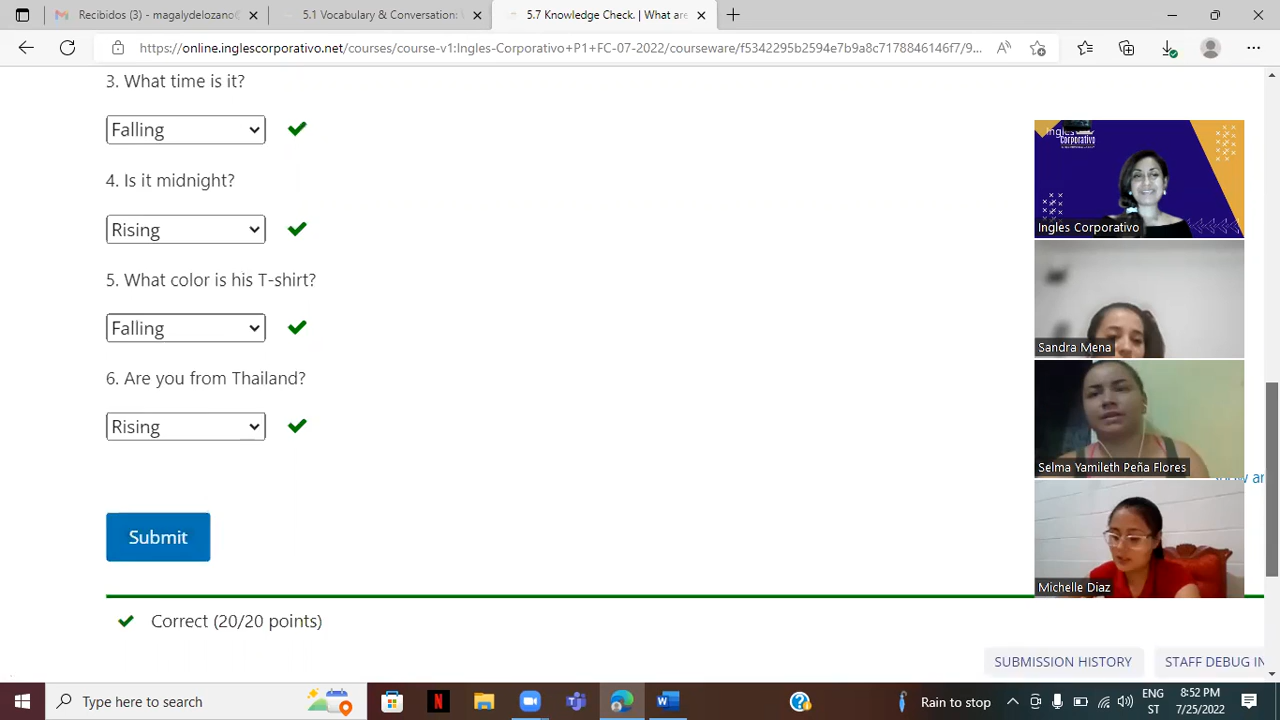 Recibidos (3) - magalydelozano@
5.1 Vocabulary & Conversation: 
5.7 Knowledge Check. | What are
https://online.inglescorporativo.net/courses/course-v1:Ingles-Corporativo+P1+FC-07-2022/courseware/f5342295b2594e7b9a8c7178846146f7/9...
3. What time is it?
Falling
4. Is it midnight?
Rising
5. What color is his T-shirt?
Falling
6. Are you from Thailand?
Rising
Submit
Correct (20/20 points)
Ingles
Corporativo
Ingles Corporativo
Sandra Mena
Selma Yamileth Peña Flores
Michelle Diaz
SUBMISSION HISTORY
STAFF DEBUG IN
Type here to search
Rain to stop
ENG
ST
8:52 PM
7/25/2022